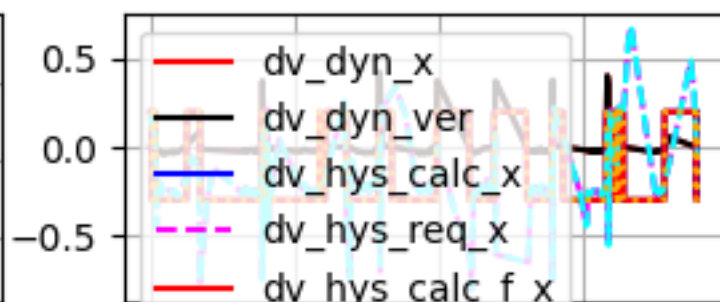 0.5
0.0
−0.5
dv_dyn_x
dv_dyn_ver
dv_hys_calc_x
dv_hys_req_x
dv_hys_calc_f_x